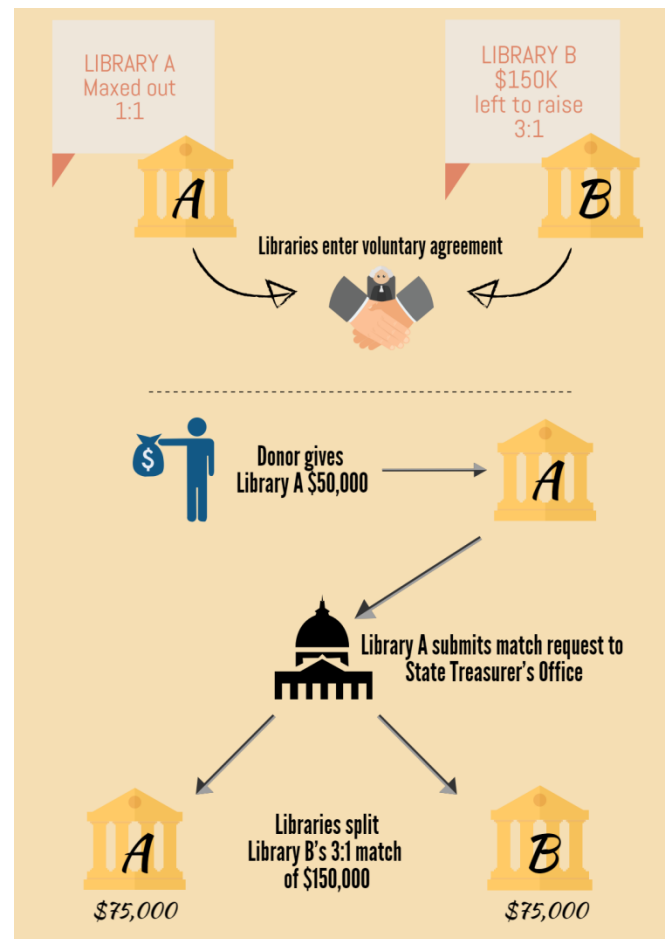 LIBRARY A
Maxed out
1:1
LIBRARY B
$150K
left to raise
3:1
A
B
Libraries enter voluntary agreement
$
Donor gives
Library A $50,000
A
Library A submits match request to
State Treasurer's Office
A
Libraries split
Library B's 3:1 match
of $150,000
B
$75,000
$75,000